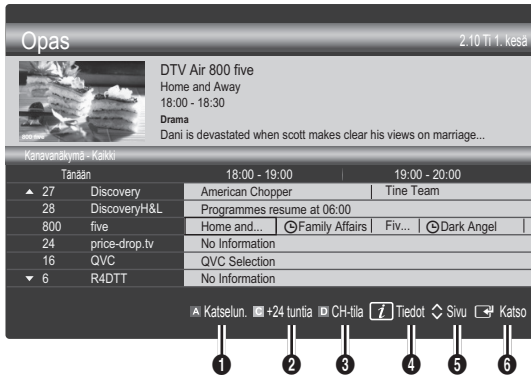 Opas 2.10 Ti 1. kesä
DTV Air 800 five
Home and Away
18:00 - 18:30
Drama
Dani is devastated when scott makes clear his views on marriage...
800 five
Kanavanäkymä - Kaikki
Tänään 18:00 - 19:00 19:00 - 20:00
▲ 27 Discovery American Chopper Tine Team
28 DiscoveryH&L Programmes resume at 06:00
800 five Home and... Family Affairs Fiv... Dark Angel
24 price-drop.tv No Information
16 QVC QVC Selection
▼ 6 R4DTT No Information
A Katselun. C +24 tuntia D CH-tila i Tiedot Sivu Katso
1 2 3 4 5 6